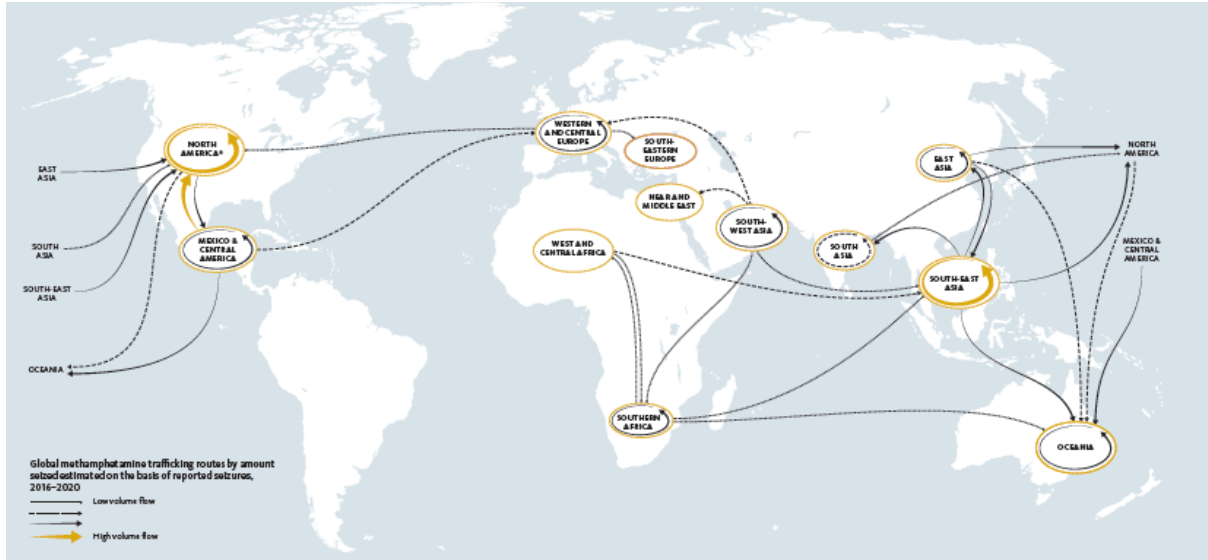 NORTH
AMERICA*
EAST
ASIA
SOUTH
ASIA
SOUTH-EAST
ASIA
MEXICO &
CENTRAL
AMERICA
OCEANIA
WESTERN
AND CENTRAL
EUROPE
SOUTH-
EASTERN
EUROPE
NEAR AND
MIDDLE EAST
SOUTH-
WEST ASIA
WEST AND
CENTRAL AFRICA
SOUTHERN
AFRICA
SOUTH
ASIA
EAST
ASIA
SOUTH-EAST
ASIA
NORTH
AMERICA
MEXICO &
CENTRAL
AMERICA
OCEANIA
Global methamphetamine trafficking routes by amount
seized estimated on the basis of reported seizures,
2016–2020
Low volume flow
High volume flow